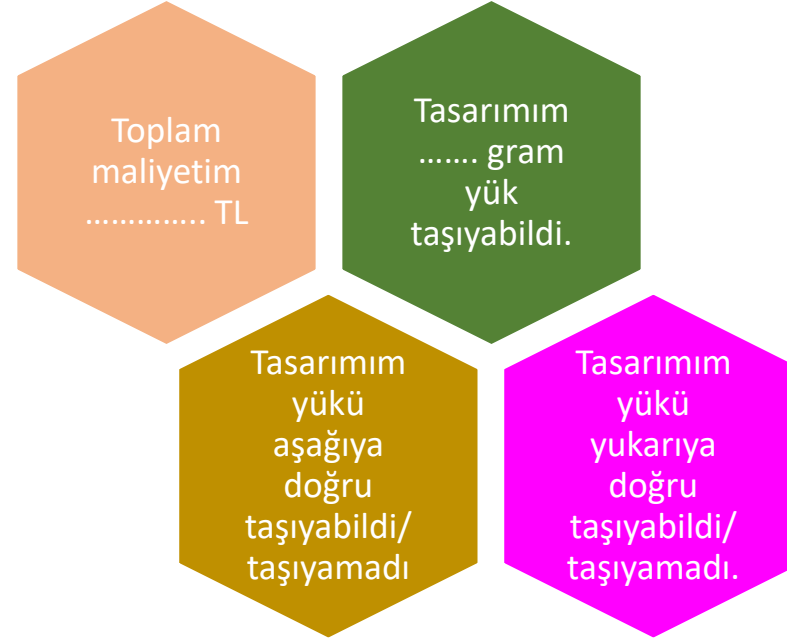 Toplam
maliyetim
………….. TL
Tasarımım
……. gram
yük
taşıyabildi.
Tasarımım
yükü
aşağıya
doğru
taşıyabildi/
taşıyamadı
Tasarımım
yükü
yukarıya
doğru
taşıyabildi/
taşıyamadı.